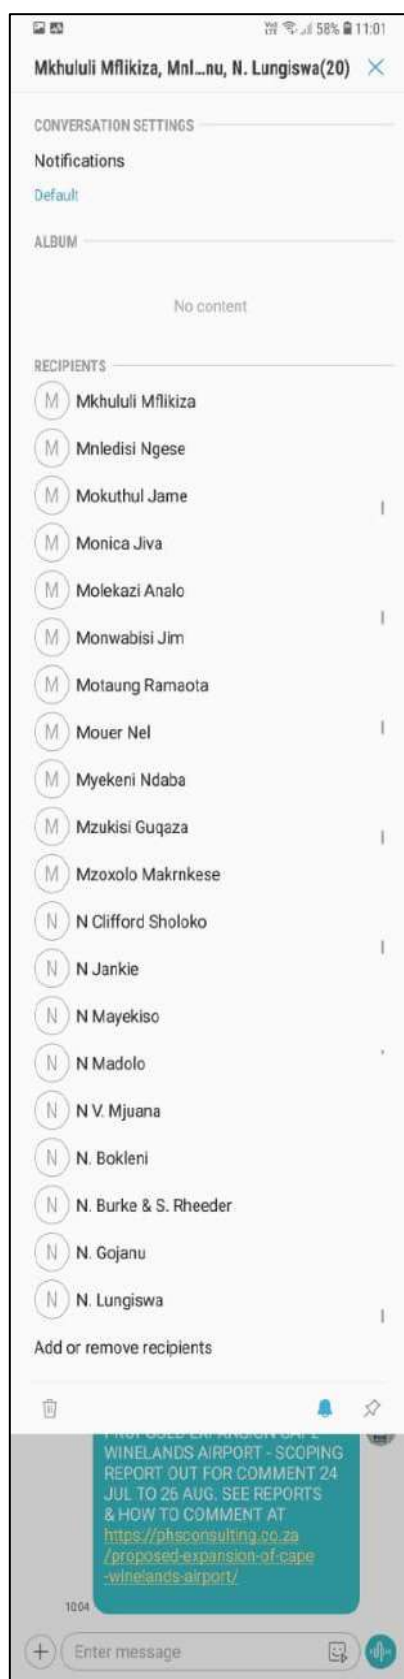 58% 11:01
Mkhululi Mflikiza, Mnl...nu, N. Lungiswa(20)
CONVERSATION SETTINGS
Notifications
Default
ALBUM
No content
RECIPIENTS
M Mkhululi Mflikiza
M Mnledisi Ngese
M Mokuthul Jame
M Monica Jiva
M Molekazi Analo
M Monwabisi Jim
M Motaung Ramaota
M Mouer Nel
M Myekeni Ndaba
M Mzukisi Guqaza
M Mzoxolo Makrnkese
N N Clifford Sholoko
N N Jankie
N N Mayekiso
N N Madolo
N N V. Mjuana
N N. Bokleni
N N. Burke & S. Rheeder
N N. Gojanu
N N. Lungiswa
Add or remove recipients
PROPOSED EXPANSION CAPE
WINELANDS AIRPORT - SCOPING
REPORT OUT FOR COMMENT 24
JUL TO 26 AUG. SEE REPORTS
& HOW TO COMMENT AT
https://phsconsulting.co.za
/proposed-expansion-of-cape
-winelands-airport/
1004
Enter message